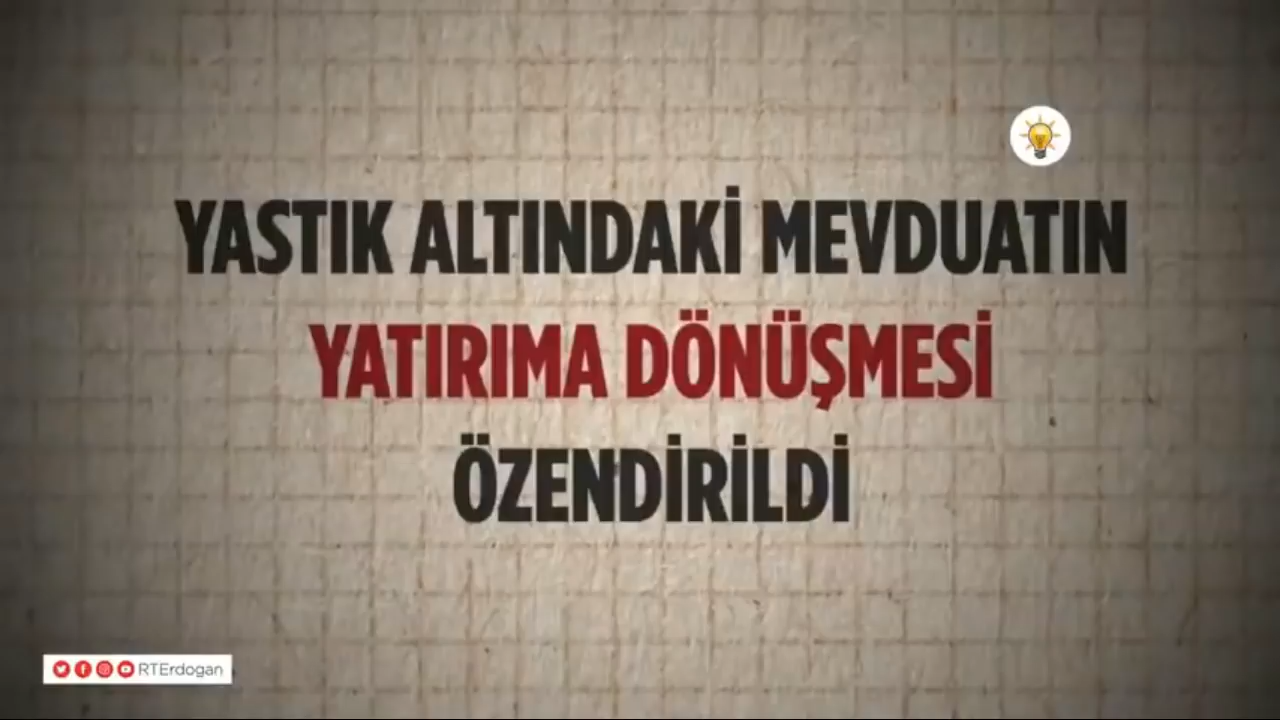 YASTIK ALTINDAKİ MEVDUATIN
YATIRIMA DÖNÜŞMESİ
ÖZENDİRİLDİ
RTErdogan